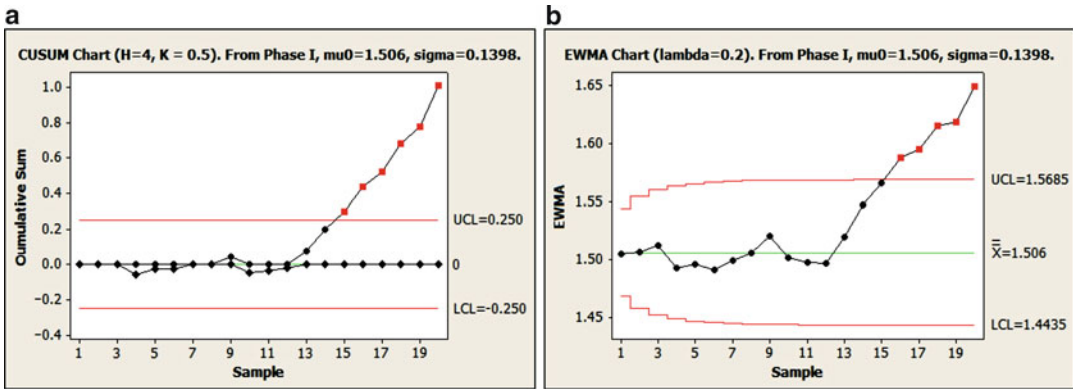 a
CUSUM Chart (H=4, K = 0.5). From Phase I, mu0=1.506, sigma=0.1398.
Cumulative Sum
1.0
0.8
0.6
0.4
0.2
0.0
−0.2
−0.4
UCL=0.250
0
LCL=-0.250
1 3 5 7 9 11 13 15 17 19
Sample
b
EWMA Chart (lambda=0.2). From Phase I, mu0=1.506, sigma=0.1398.
EWMA
1.65
1.60
1.55
1.50
1.45
UCL=1.5685
X̿=1.506
LCL=1.4435
1 3 5 7 9 11 13 15 17 19
Sample